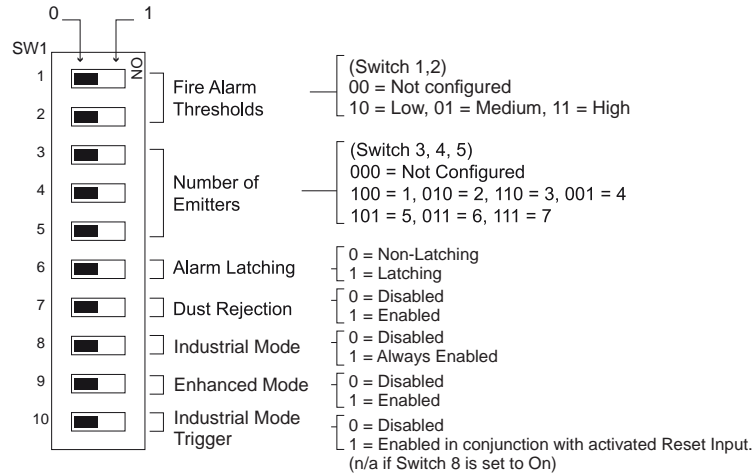 0 1
SW1
ON
1
2
Fire Alarm
Thresholds
(Switch 1,2)
00 = Not configured
10 = Low, 01 = Medium, 11 = High
3
4
5
Number of
Emitters
(Switch 3, 4, 5)
000 = Not Configured
100 = 1, 010 = 2, 110 = 3, 001 = 4
101 = 5, 011 = 6, 111 = 7
6
Alarm Latching
0 = Non-Latching
1 = Latching
7
Dust Rejection
0 = Disabled
1 = Enabled
8
Industrial Mode
0 = Disabled
1 = Always Enabled
9
Enhanced Mode
0 = Disabled
1 = Enabled
10
Industrial Mode
Trigger
0 = Disabled
1 = Enabled in conjunction with activated Reset Input.
(n/a if Switch 8 is set to On)